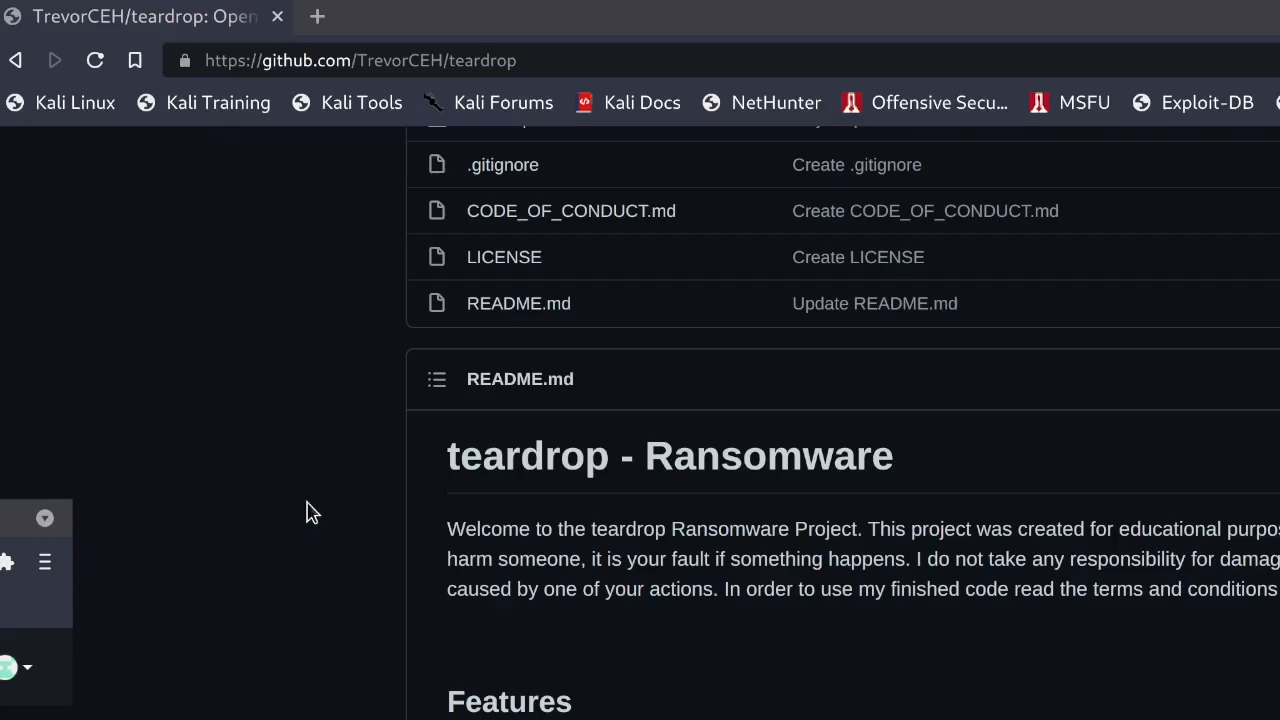 TrevorCEH/teardrop: Open
https://github.com/TrevorCEH/teardrop
Kali Linux Kali Training Kali Tools Kali Forums Kali Docs NetHunter Offensive Secu... MSFU Exploit-DB
.gitignore Create .gitignore
CODE_OF_CONDUCT.md Create CODE_OF_CONDUCT.md
LICENSE Create LICENSE
README.md Update README.md
README.md
teardrop - Ransomware
Welcome to the teardrop Ransomware Project. This project was created for educational purpo
harm someone, it is your fault if something happens. I do not take any responsibility for damag
caused by one of your actions. In order to use my finished code read the terms and conditions
Features